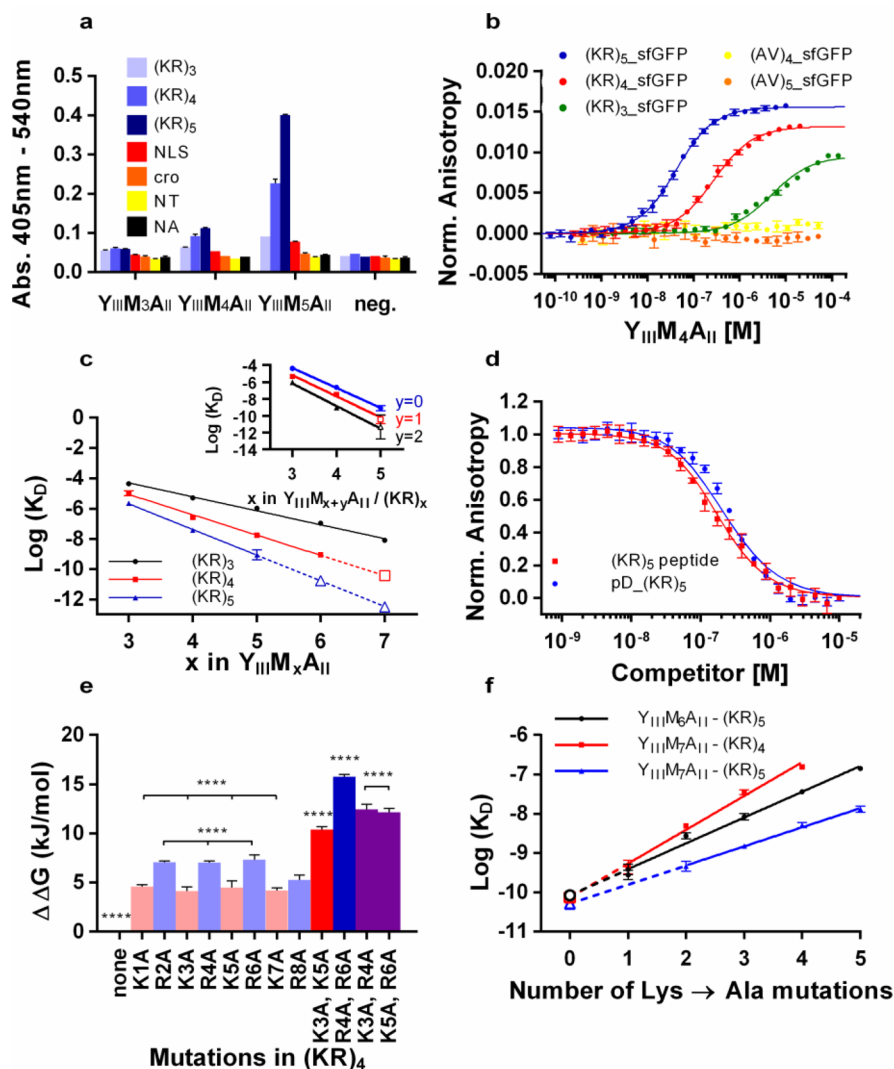 a
Abs. 405nm - 540nm
0.5
0.4
0.3
0.2
0.1
0.0
(KR)3
(KR)4
(KR)5
NLS
cro
NT
NA
YIIIM3AII YIIIM4AII YIIIM5AII neg.
b
Norm. Anisotropy
(KR)5_sfGFP
(KR)4_sfGFP
(KR)3_sfGFP
(AV)4_sfGFP
(AV)5_sfGFP
0.020
0.015
0.010
0.005
0.000
-0.005
10-10 10-9 10-8 10-7 10-6 10-5 10-4
YIIIM4AII [M]
c
Log (KD)
0
-2
-4
-6
-8
-10
-12
(KR)3
(KR)4
(KR)5
3 4 5 6 7
x in YIIIMxAII
Log (KD)
-4
-6
-8
-10
-12
-14
y=0
y=1
y=2
3 4 5
x in YIIIMx+yAII / (KR)x
d
Norm. Anisotropy
1.0
0.8
0.6
0.4
0.2
0.0
(KR)5 peptide
pD_(KR)5
10-9 10-8 10-7 10-6 10-5
Competitor [M]
e
ΔΔG (kJ/mol)
20
15
10
5
0
****
****
****
****
****
****
none
K1A
R2A
K3A
R4A
K5A
R6A
K7A
R8A
K3A, K5A
R4A, R6A
K3A, R4A
K5A, R6A
Mutations in (KR)4
f
Log (KD)
YIIIM6AII - (KR)5
YIIIM7AII - (KR)4
YIIIM7AII - (KR)5
-6
-7
-8
-9
-10
-11
0 1 2 3 4 5
Number of Lys → Ala mutations